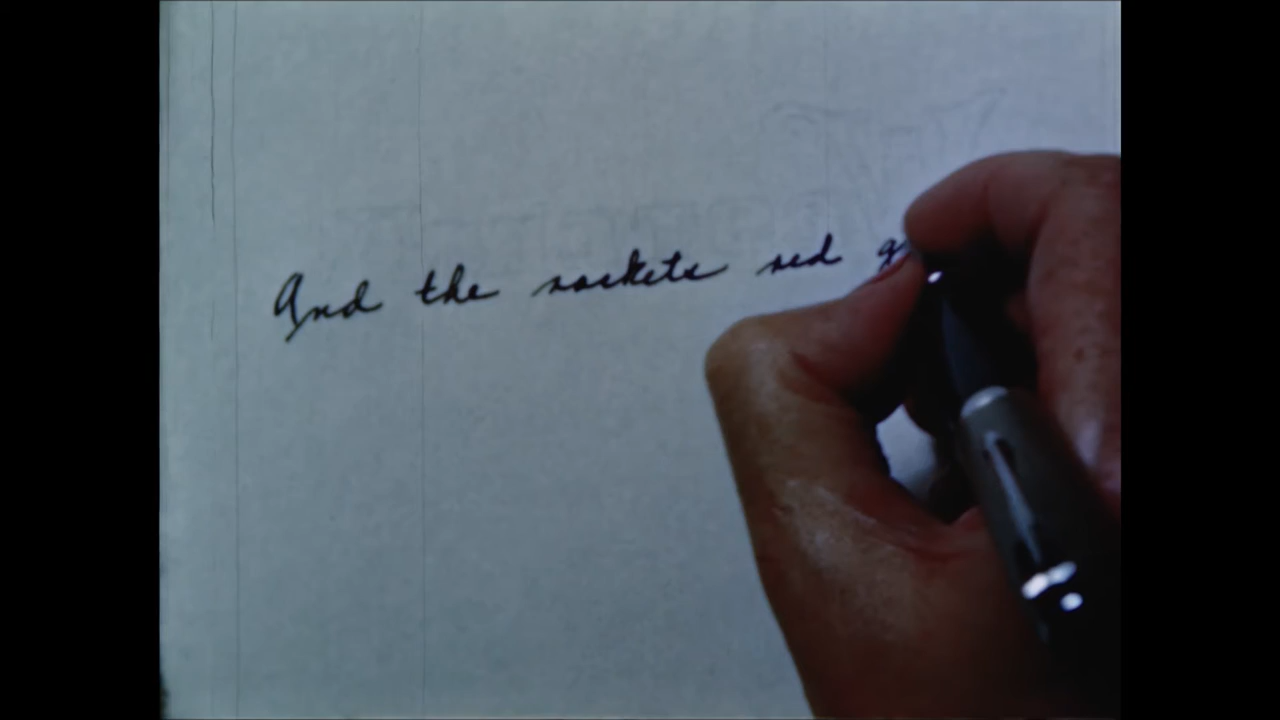 And the rockets red g